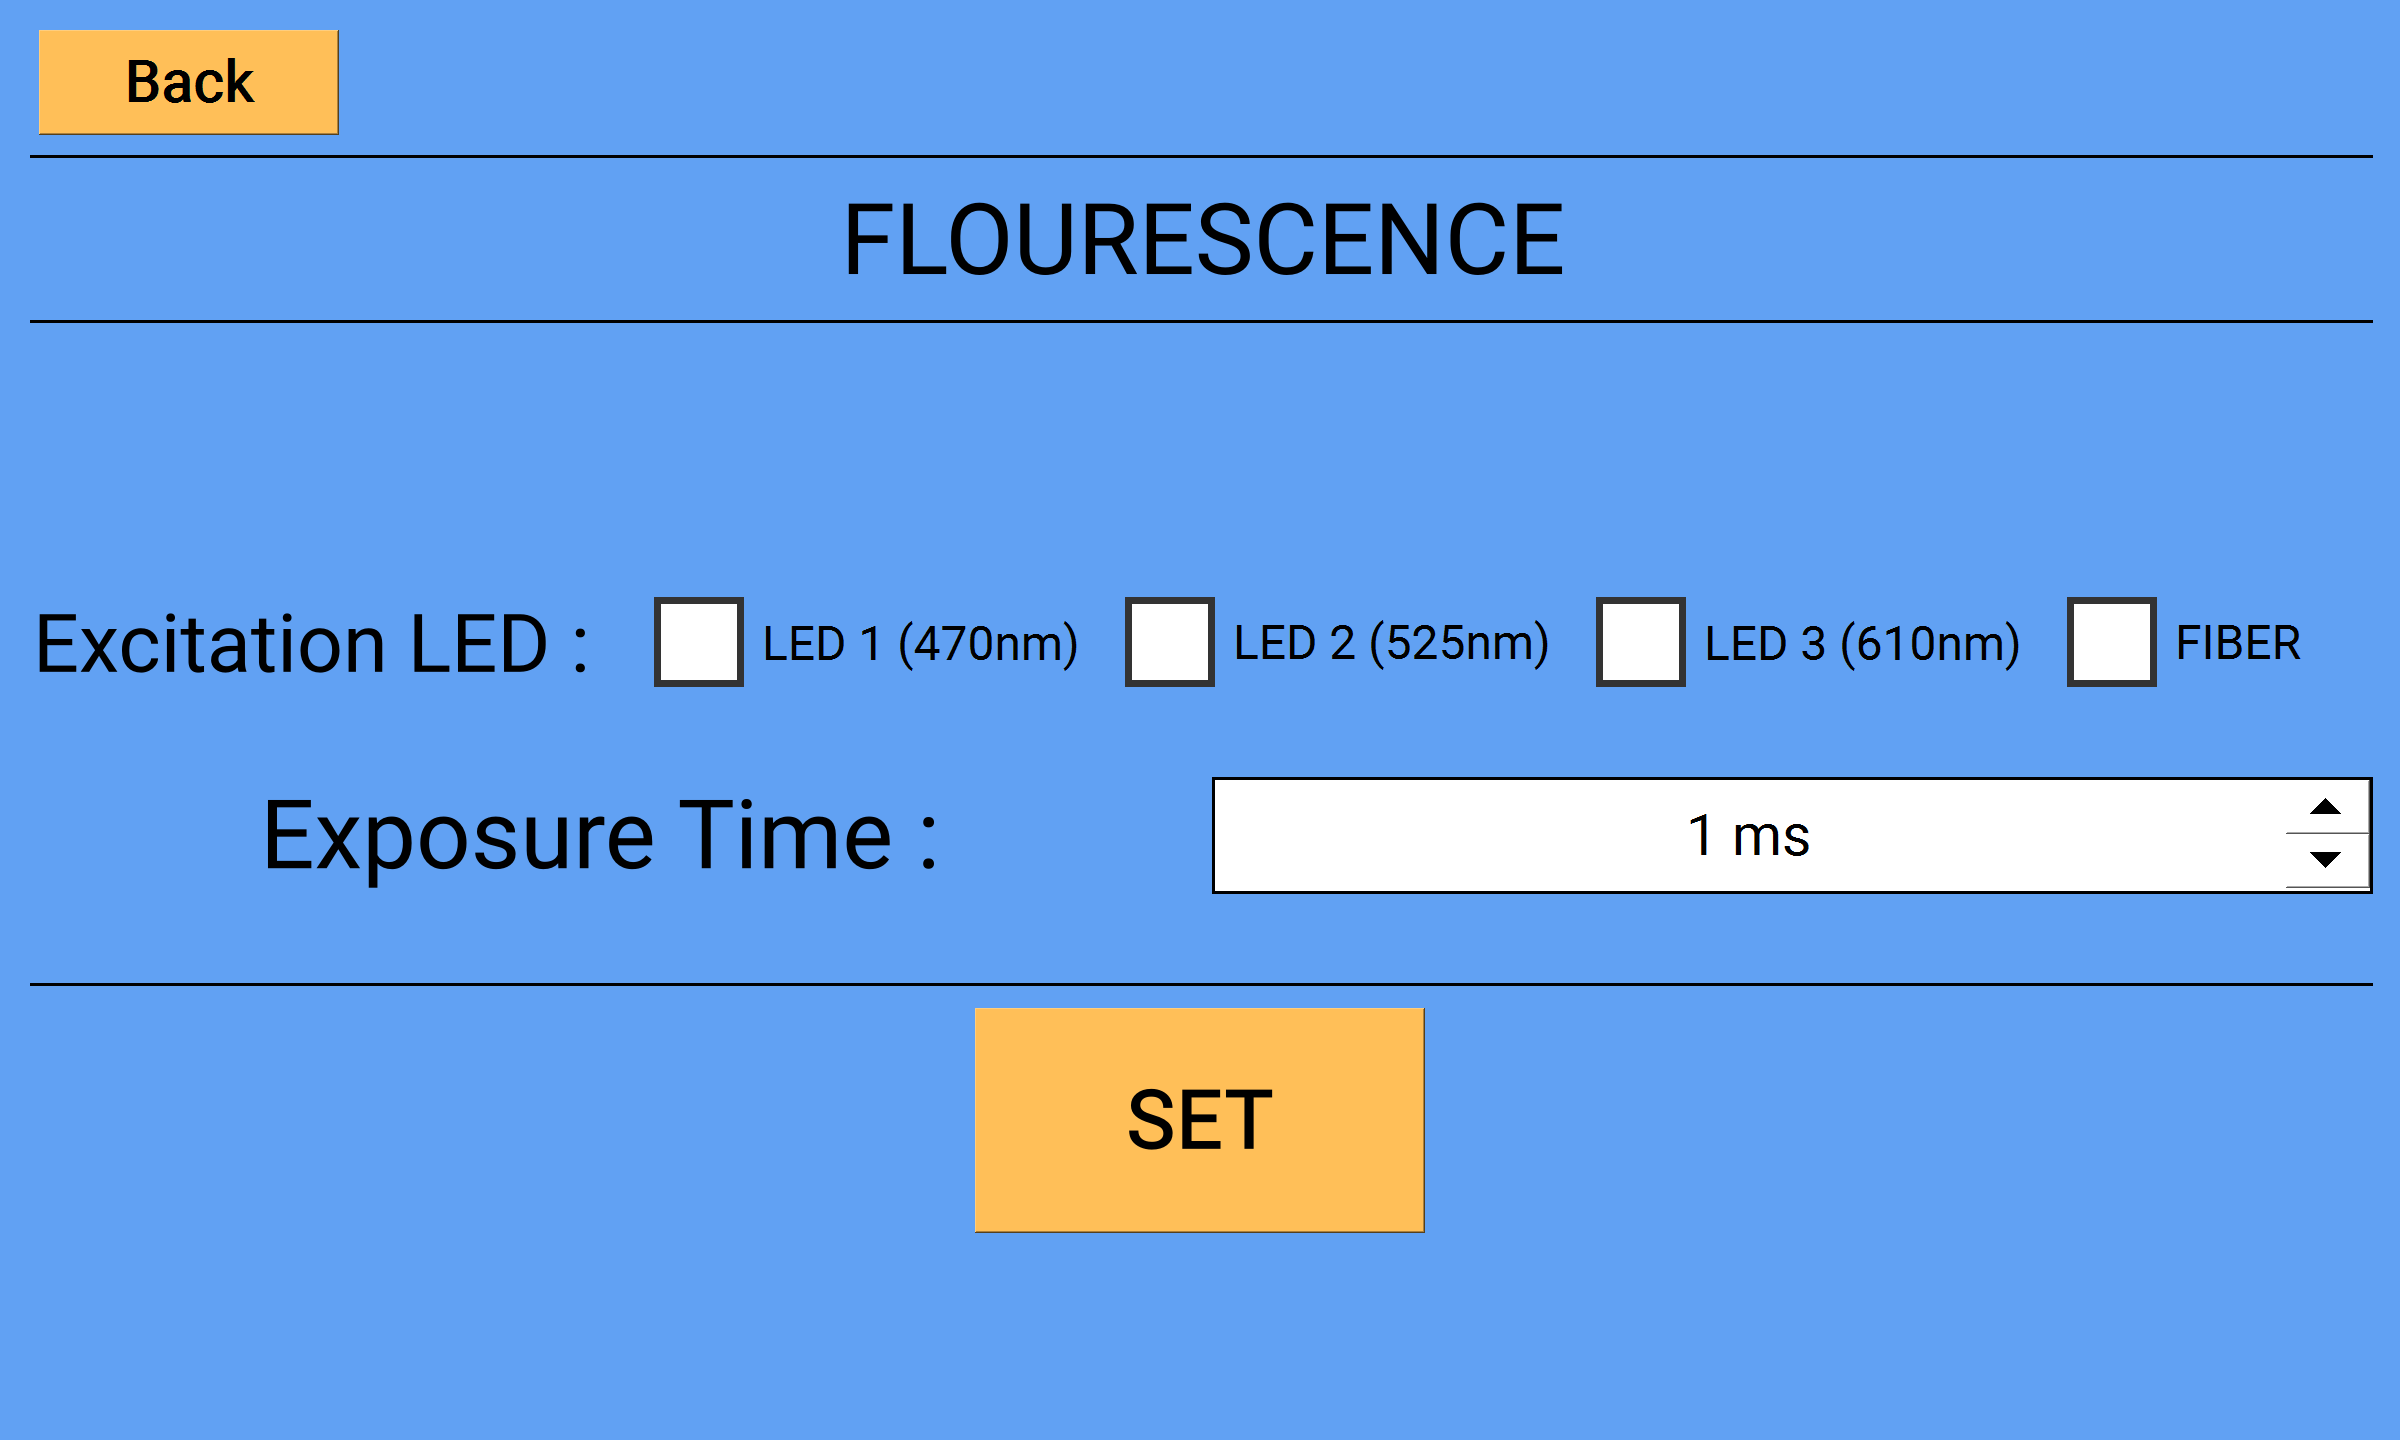 Back
FLOURESCENCE
Excitation LED : LED 1 (470nm) LED 2 (525nm) LED 3 (610nm) FIBER
Exposure Time : 1 ms
SET